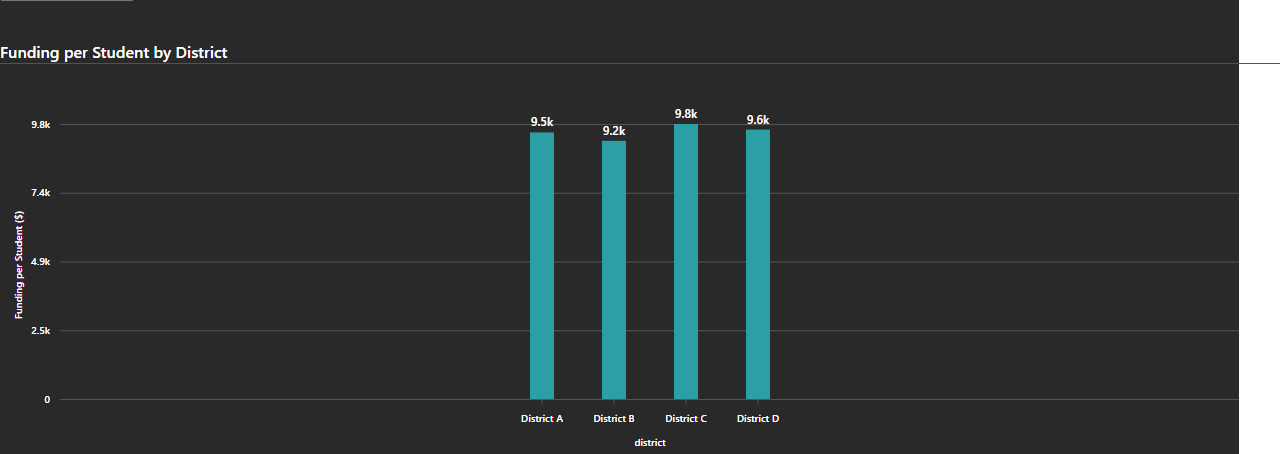 Funding per Student by District
9.5k
9.2k
9.8k
9.6k
9.8k
7.4k
4.9k
2.5k
0
Funding per Student ($)
District A
District B
District C
District D
district